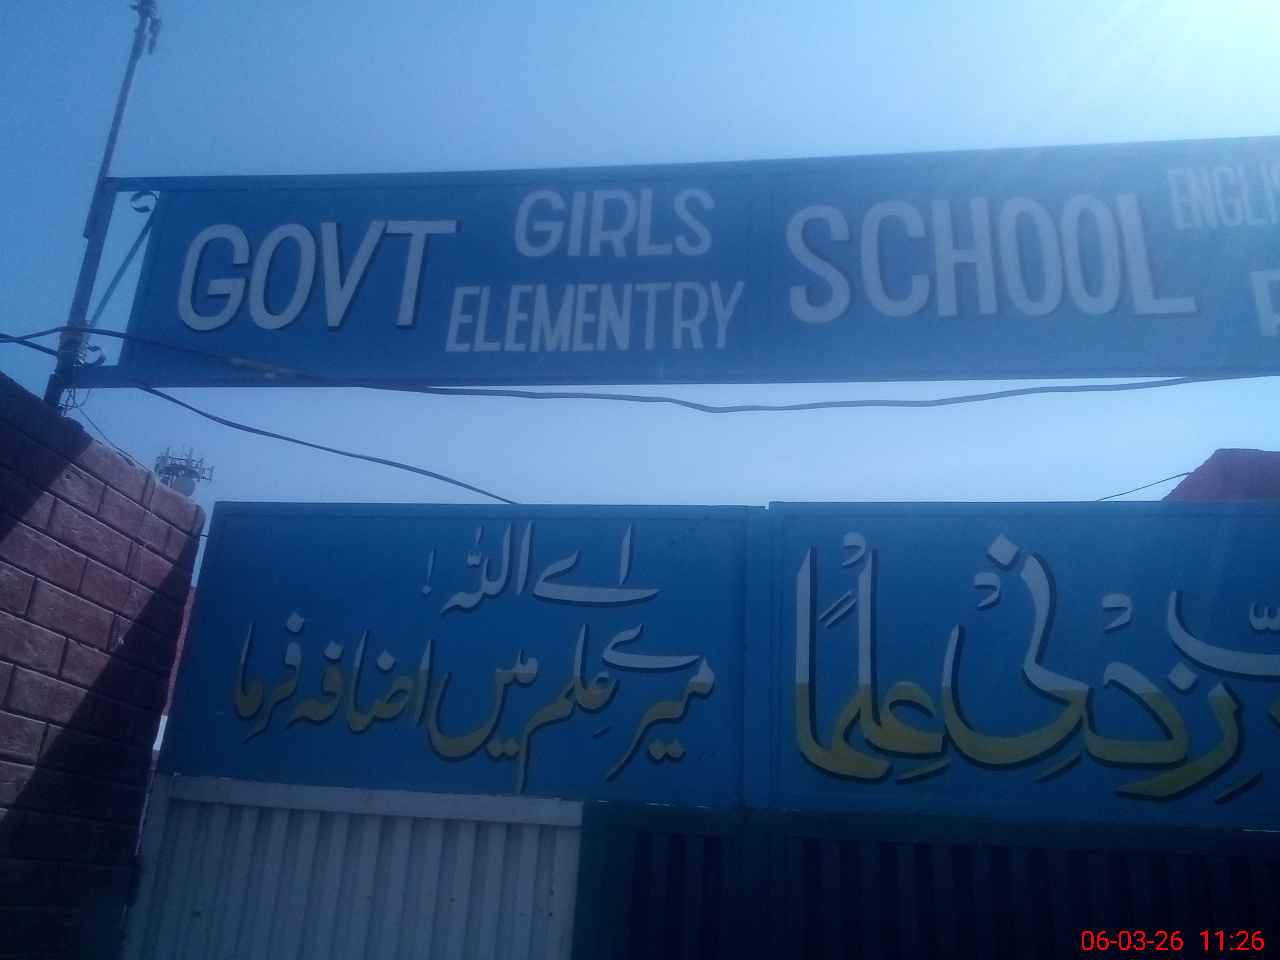 GOVT GIRLS ELEMENTRY SCHOOL
اے اللہ!
میرے علم میں اضافہ فرما
زِدْنِیْ عِلْمًا
06-03-26 11:26